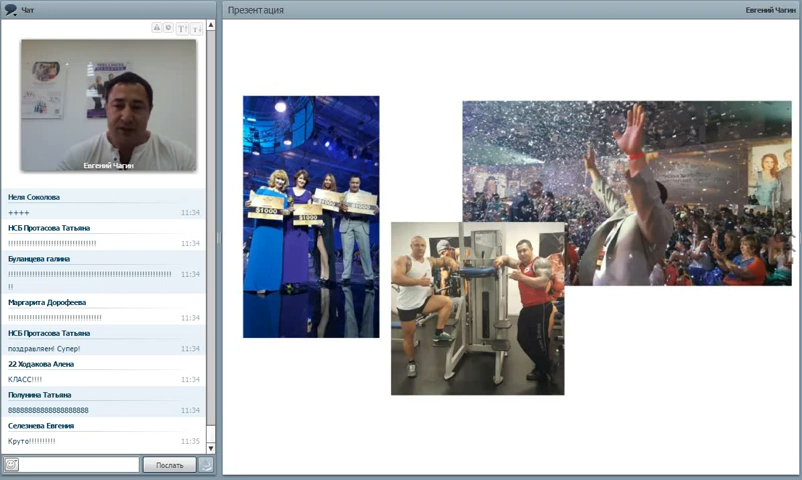 Чат
Евгений Чагин
Неля Соколова
++++ 11:34
НСБ Протасова Татьяна
!!!!!!!!!!!!!!!!!!!!!!!!!!!!!!!!! 11:34
Буланцева галина
!!!!!!!!!!!!!!!!!!!!!!!!!!!!!!!!!!!!!!!!!!!!!!!!!!!!!!!!!!!!! 11:34
!!
Маргарита Дорофеева
!!!!!!!!!!!!!!!!!!!!!!!!!!!!!!!!!!! 11:34
НСБ Протасова Татьяна
поздравляем! Супер! 11:34
22 Ходакова Алена
КЛАСС!!!! 11:34
Полунина Татьяна
88888888888888888888 11:34
Селезнева Евгения
Круто!!!!!!!!!! 11:35
Послать
Презентация Евгений Чагин
$1000
$1000